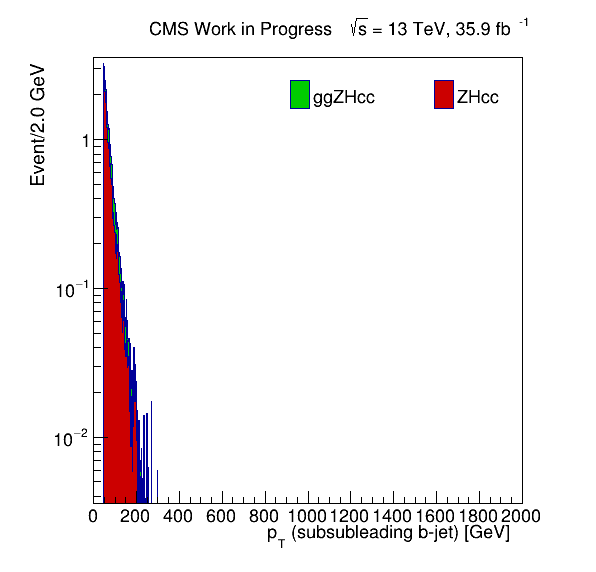 CMS Work in Progress √s = 13 TeV, 35.9 fb⁻¹
Event/2.0 GeV
ggZHcc ZHcc
1
10⁻¹
10⁻²
0 200 400 600 800 1000 1200 1400 1600 1800 2000
p_T (subsubleading b-jet) [GeV]